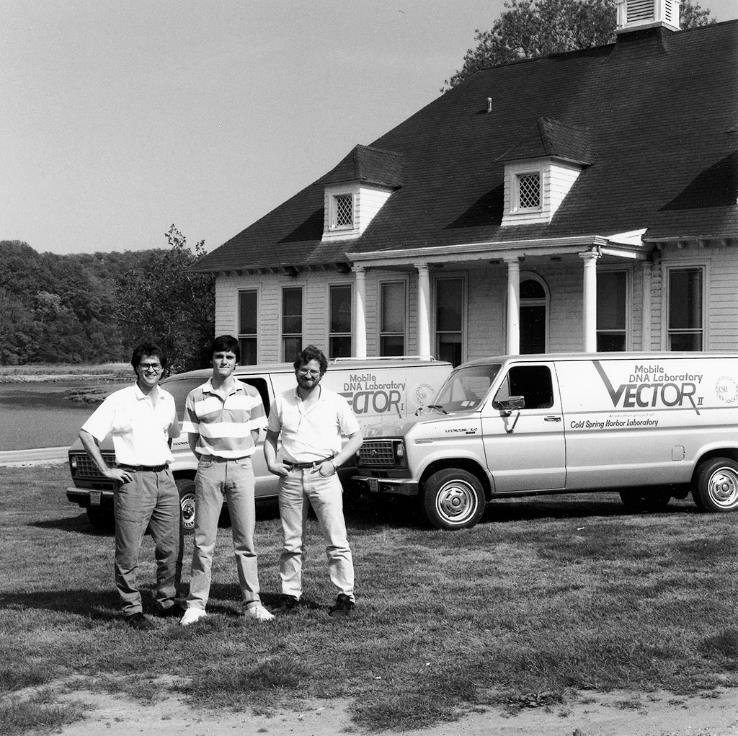 Mobile
DNA Laboratory
VECTOR I
Mobile
DNA Laboratory
VECTOR II
Cold Spring Harbor Laboratory